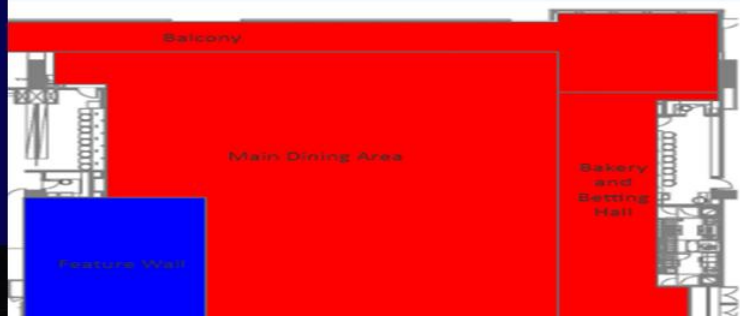 Balcony
Main Dining Area
Bakery
and
Betting
Hall
Feature Wall